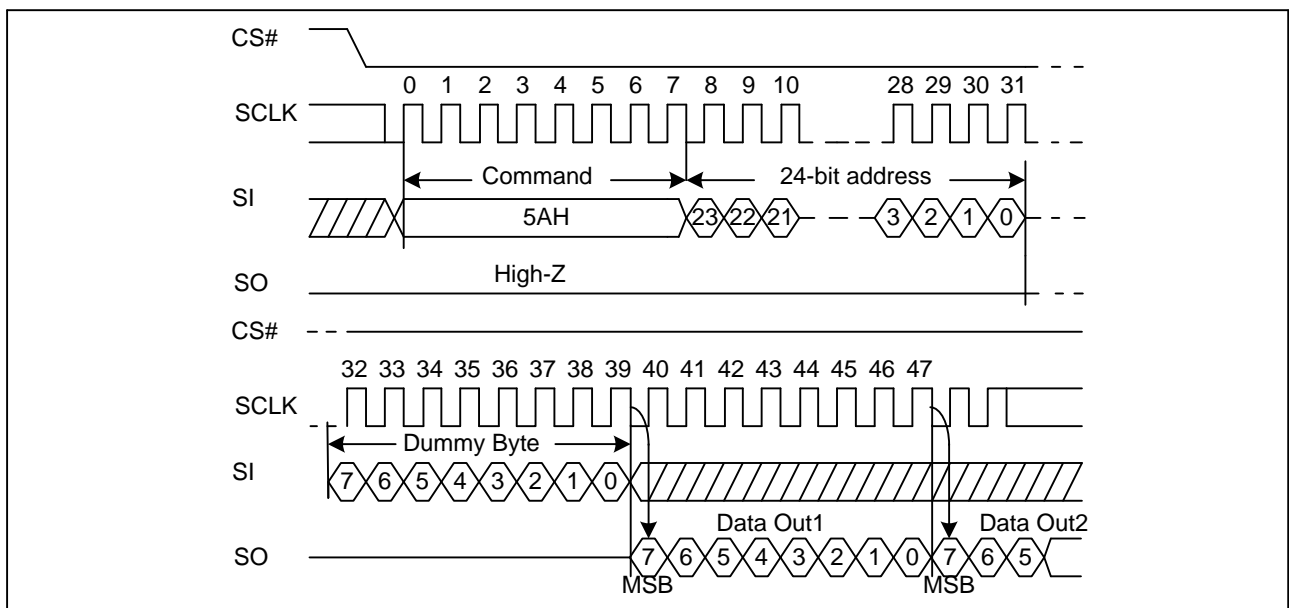 CS#
0 1 2 3 4 5 6 7 8 9 10 28 29 30 31
SCLK
Command 24-bit address
SI
5AH 23 22 21 3 2 1 0
High-Z
SO
CS#
32 33 34 35 36 37 38 39 40 41 42 43 44 45 46 47
SCLK
Dummy Byte
SI
7 6 5 4 3 2 1 0
Data Out1 Data Out2
SO
7 6 5 4 3 2 1 0 7 6 5
MSB MSB